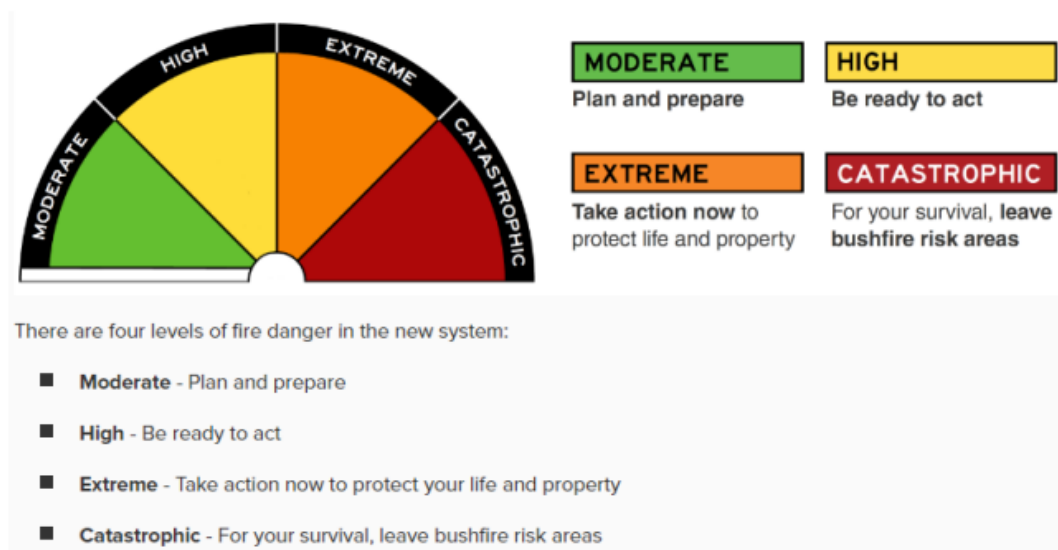 MODERATE
HIGH
EXTREME
CATASTROPHIC
MODERATE
Plan and prepare
HIGH
Be ready to act
EXTREME
Take action now to
protect life and property
CATASTROPHIC
For your survival, leave
bushfire risk areas
There are four levels of fire danger in the new system:
Moderate - Plan and prepare
High - Be ready to act
Extreme - Take action now to protect your life and property
Catastrophic - For your survival, leave bushfire risk areas